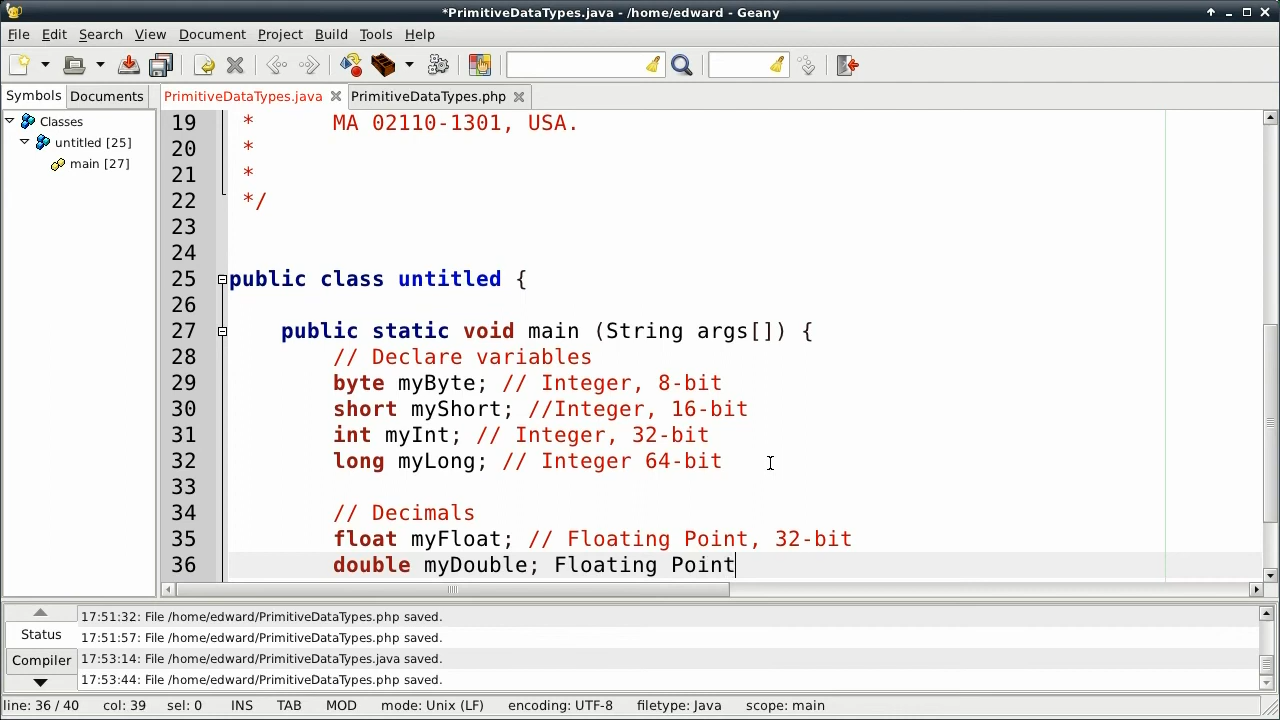 *PrimitiveDataTypes.java - /home/edward - Geany
File Edit Search View Document Project Build Tools Help
Symbols Documents PrimitiveDataTypes.java PrimitiveDataTypes.php
Classes
untitled [25]
main [27]
19 * MA 02110-1301, USA.
20 *
21 *
22 */
23
24
25 public class untitled {
26
27 public static void main (String args[]) {
28 // Declare variables
29 byte myByte; // Integer, 8-bit
30 short myShort; //Integer, 16-bit
31 int myInt; // Integer, 32-bit
32 long myLong; // Integer 64-bit
33
34 // Decimals
35 float myFloat; // Floating Point, 32-bit
36 double myDouble; Floating Point
Status
Compiler
17:51:32: File /home/edward/PrimitiveDataTypes.php saved.
17:51:57: File /home/edward/PrimitiveDataTypes.php saved.
17:53:14: File /home/edward/PrimitiveDataTypes.java saved.
17:53:44: File /home/edward/PrimitiveDataTypes.php saved.
line: 36 / 40 col: 39 sel: 0 INS TAB MOD mode: Unix (LF) encoding: UTF-8 filetype: Java scope: main